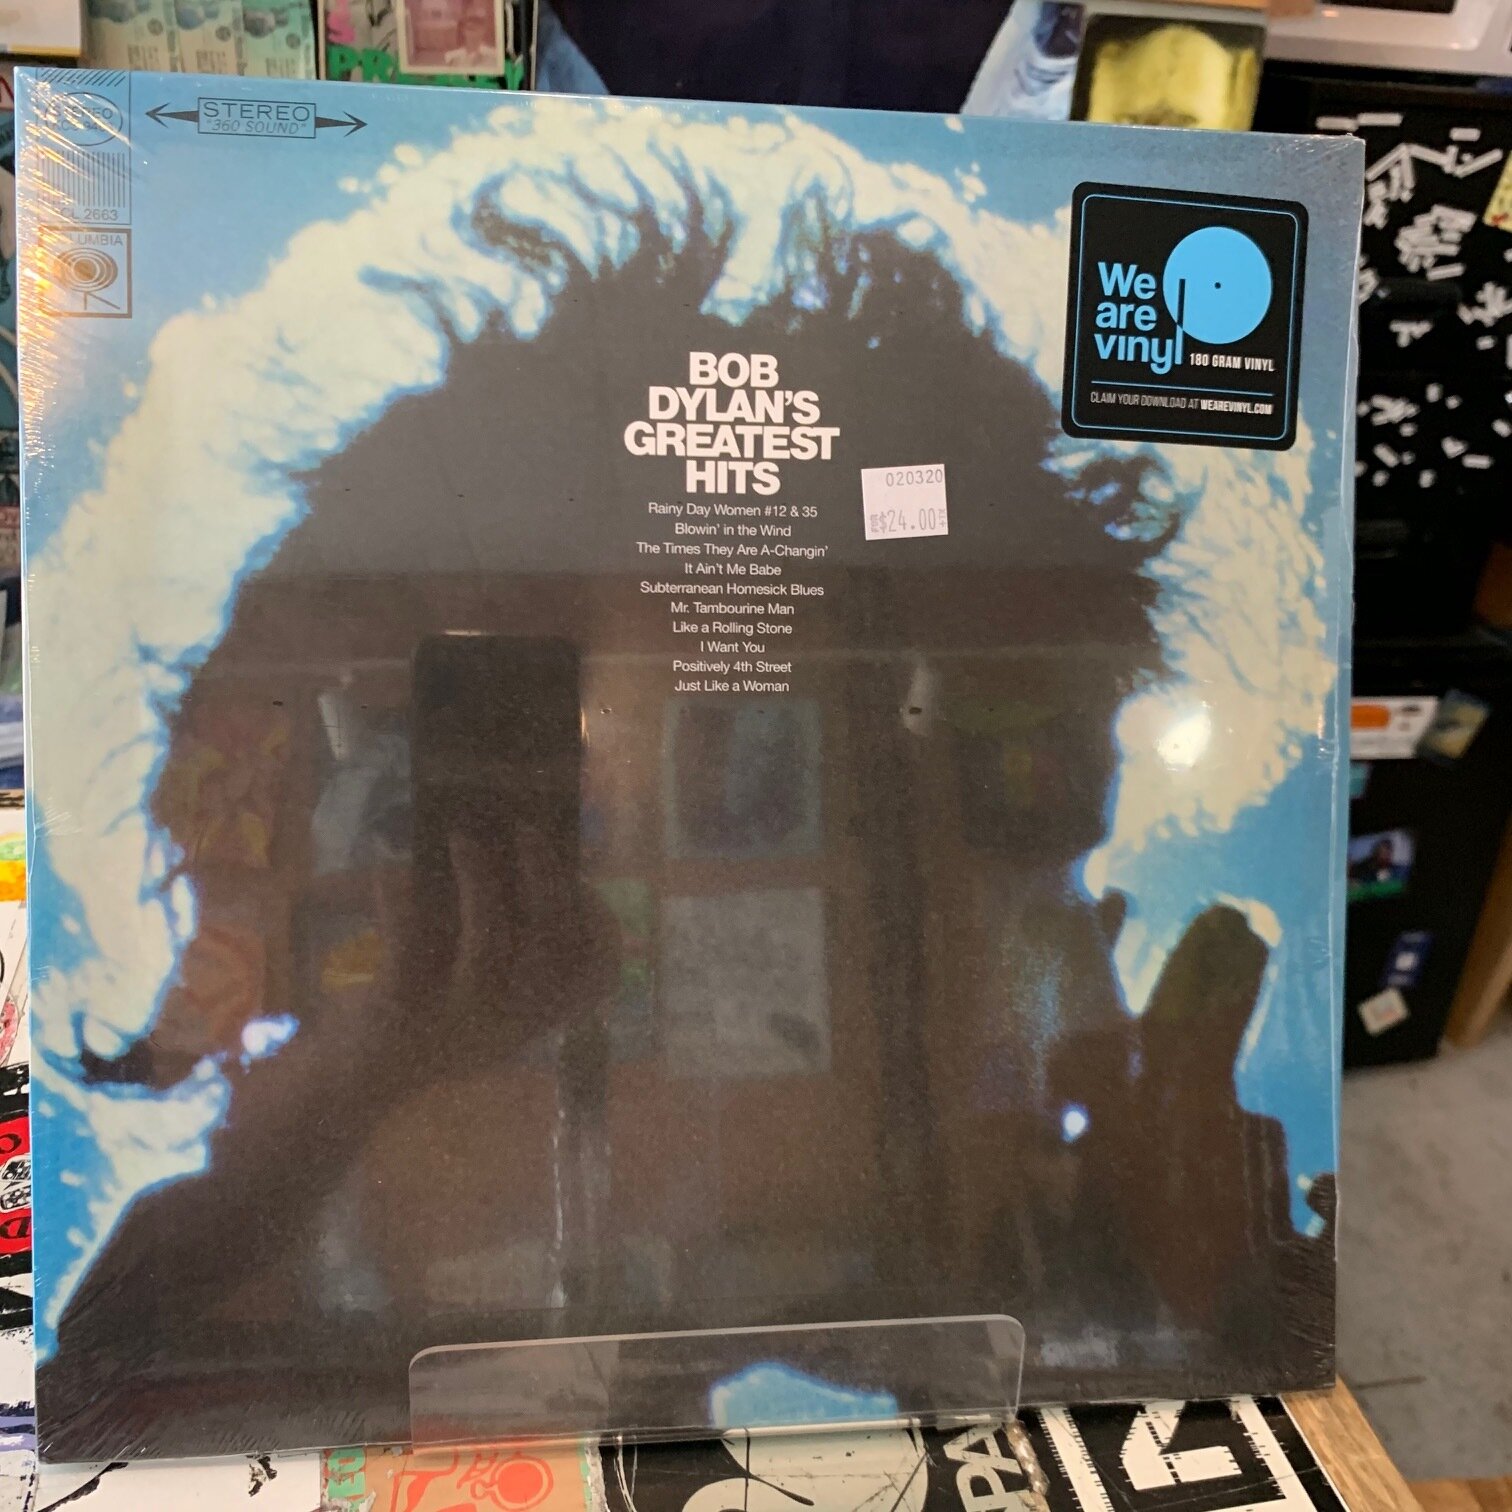 STEREO
"360 SOUND"
STEREO
CL 2663
COLUMBIA
We
are
vinyl
180 GRAM VINYL
CLAIM YOUR DOWNLOAD AT WEAREVINYL.COM
BOB
DYLAN'S
GREATEST
HITS
020320
$24.00
Rainy Day Women #12 & 35
Blowin' in the Wind
The Times They Are A-Changin'
It Ain't Me Babe
Subterranean Homesick Blues
Mr. Tambourine Man
Like a Rolling Stone
I Want You
Positively 4th Street
Just Like a Woman